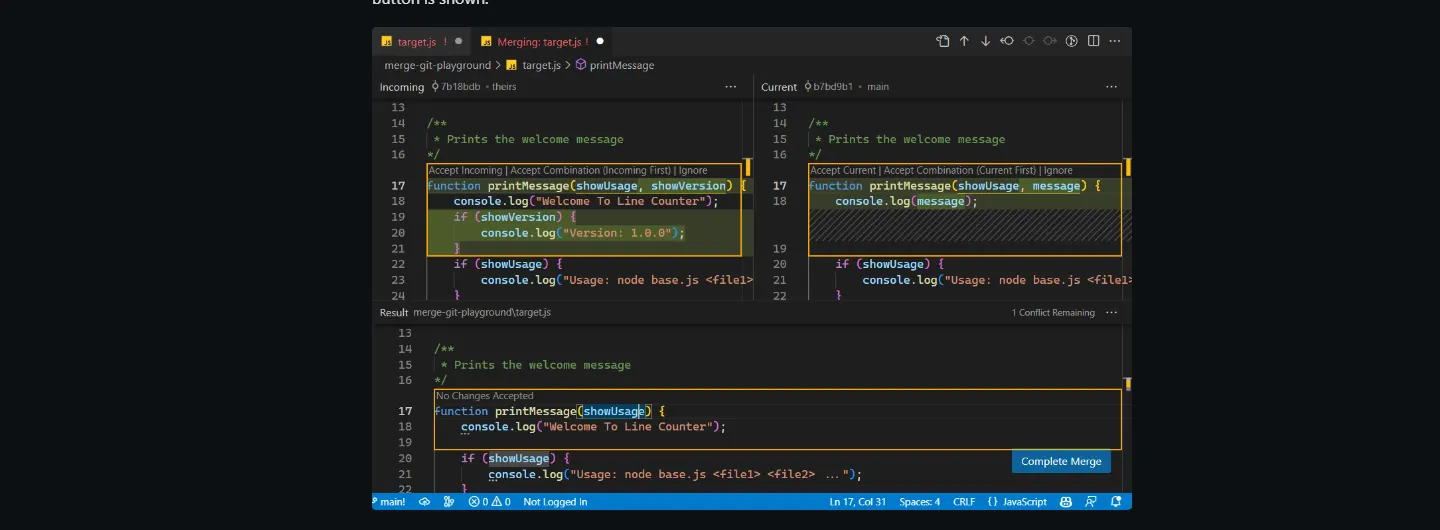 button is shown.
target.js !
Merging: target.js !
merge-git-playground > target.js > printMessage
Incoming 7b18bdb • theirs
13
14 /**
15 * Prints the welcome message
16 */
Accept Incoming | Accept Combination (Incoming First) | Ignore
17 function printMessage(showUsage, showVersion) {
18 console.log("Welcome To Line Counter");
19 if (showVersion) {
20 console.log("Version: 1.0.0");
21 }
22 if (showUsage) {
23 console.log("Usage: node base.js <file1>
24 }
Current b7bd9b1 • main
13
14 /**
15 * Prints the welcome message
16 */
Accept Current | Accept Combination (Current First) | Ignore
17 function printMessage(showUsage, message) {
18 console.log(message);
19
20 if (showUsage) {
21 console.log("Usage: node base.js <file1>
22 }
Result merge-git-playground\target.js
1 Conflict Remaining
13
14 /**
15 * Prints the welcome message
16 */
No Changes Accepted
17 function printMessage(showUsage) {
18 console.log("Welcome To Line Counter");
19
20 if (showUsage) {
21 console.log("Usage: node base.js <file1> <file2> ...");
22 }
Complete Merge
main! 0 0 Not Logged In
Ln 17, Col 31 Spaces: 4 CRLF {} JavaScript